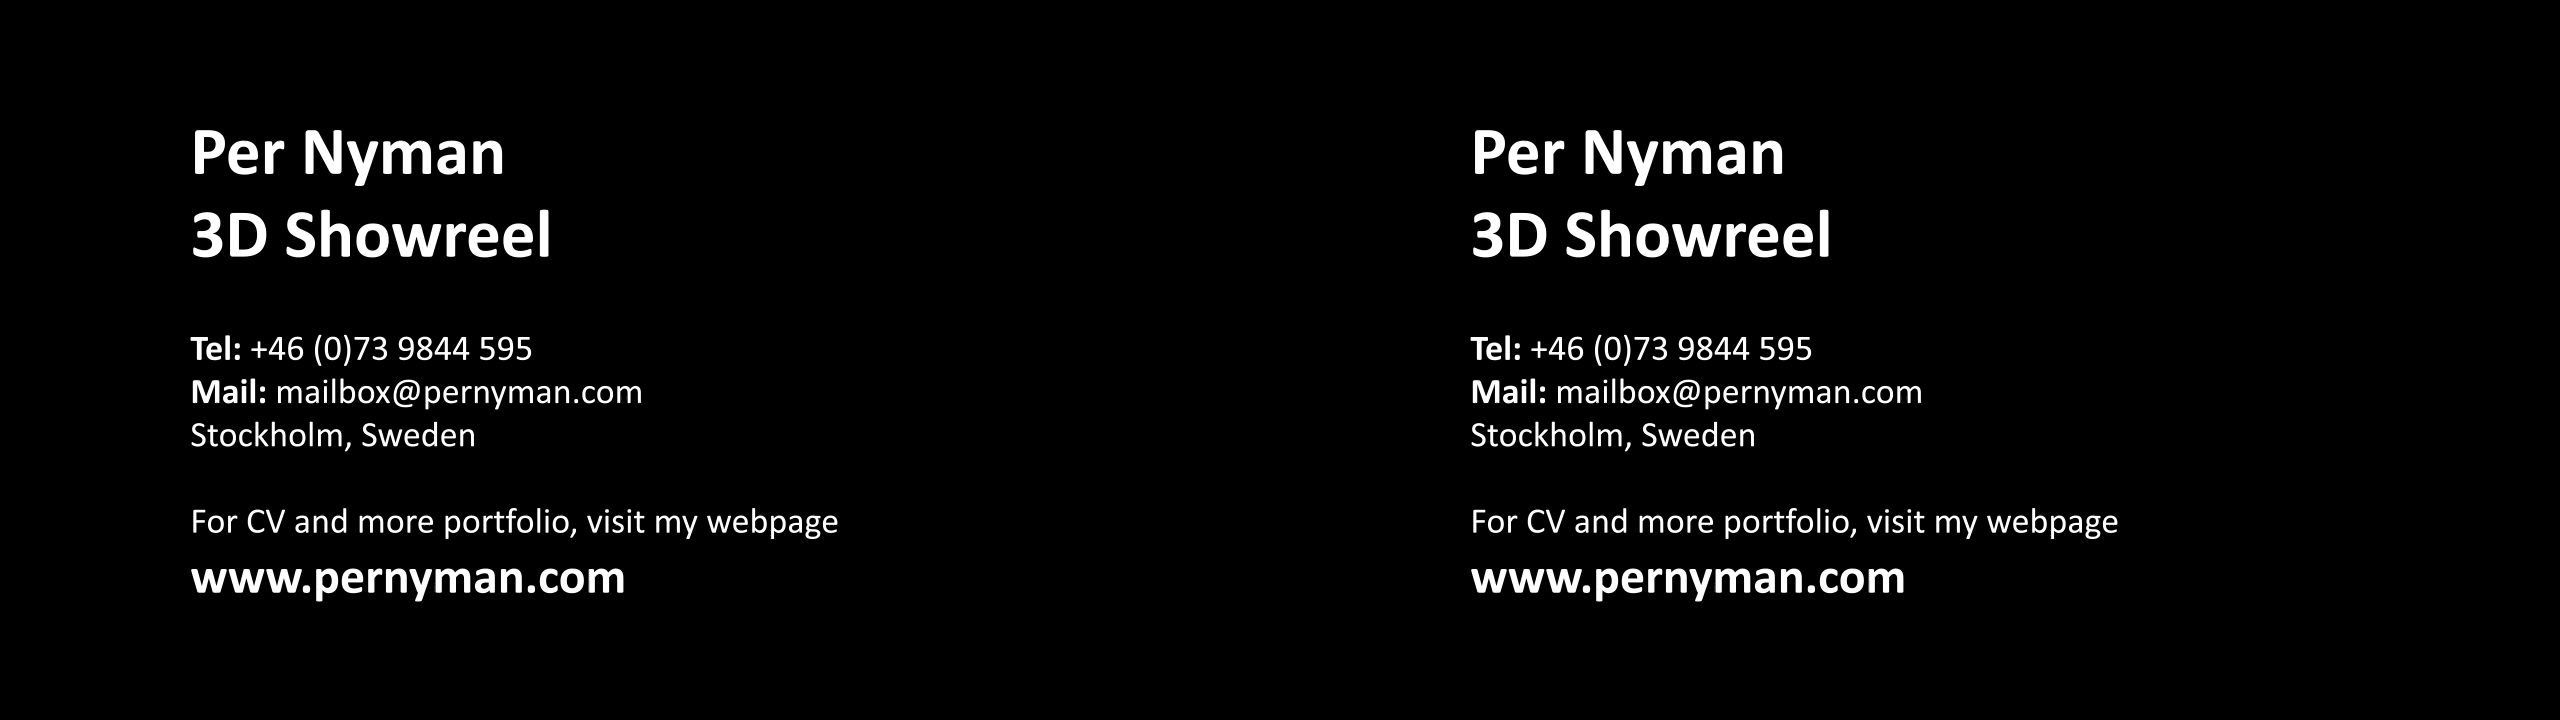 Per Nyman
3D Showreel
Tel: +46 (0)73 9844 595
Mail: mailbox@pernyman.com
Stockholm, Sweden
For CV and more portfolio, visit my webpage
www.pernyman.com
Per Nyman
3D Showreel
Tel: +46 (0)73 9844 595
Mail: mailbox@pernyman.com
Stockholm, Sweden
For CV and more portfolio, visit my webpage
www.pernyman.com